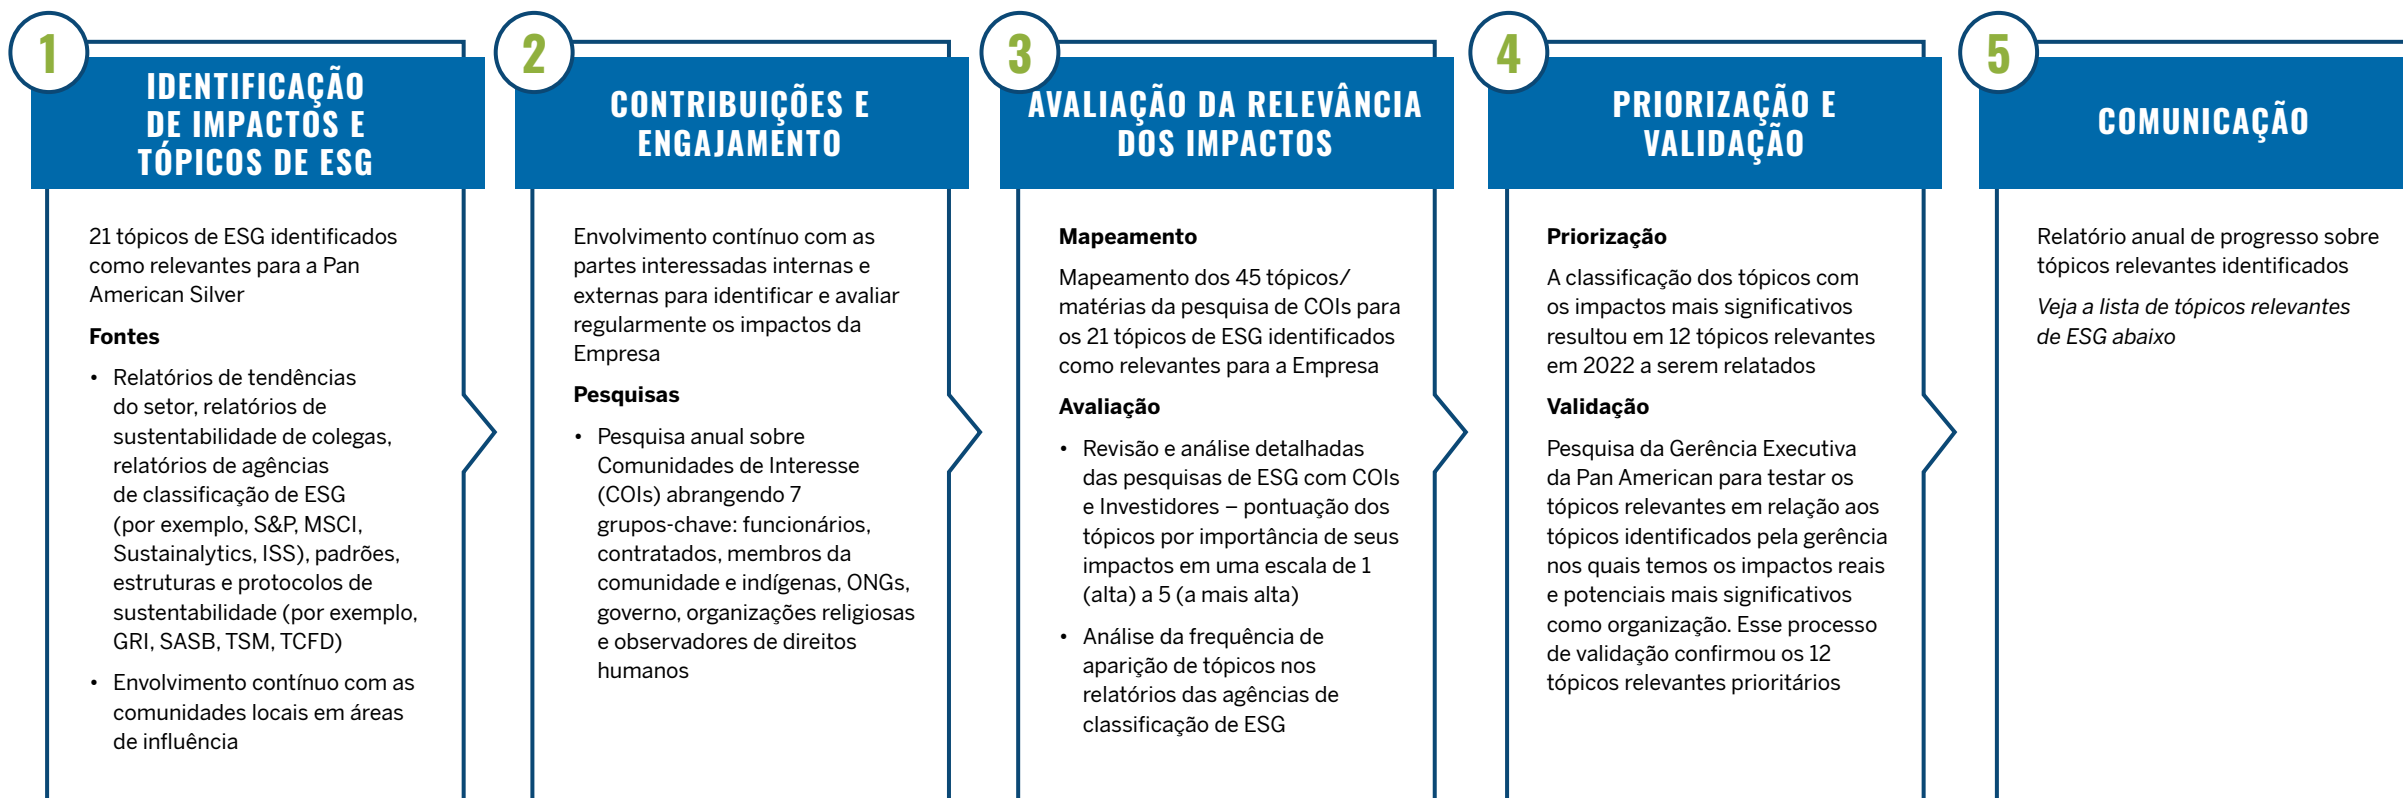 1
IDENTIFICAÇÃO
DE IMPACTOS E
TÓPICOS DE ESG
21 tópicos de ESG identificados
como relevantes para a Pan
American Silver
Fontes
• Relatórios de tendências
do setor, relatórios de
sustentabilidade de colegas,
relatórios de agências
de classificação de ESG
(por exemplo, S&P, MSCI,
Sustainalytics, ISS), padrões,
estruturas e protocolos de
sustentabilidade (por exemplo,
GRI, SASB, TSM, TCFD)
• Envolvimento contínuo com as
comunidades locais em áreas
de influência
2
CONTRIBUIÇÕES E
ENGAJAMENTO
Envolvimento contínuo com as
partes interessadas internas e
externas para identificar e avaliar
regularmente os impactos da
Empresa
Pesquisas
• Pesquisa anual sobre
Comunidades de Interesse
(COIs) abrangendo 7
grupos-chave: funcionários,
contratados, membros da
comunidade e indígenas, ONGs,
governo, organizações religiosas
e observadores de direitos
humanos
3
AVALIAÇÃO DA RELEVÂNCIA
DOS IMPACTOS
Mapeamento
Mapeamento dos 45 tópicos/
matérias da pesquisa de COIs para
os 21 tópicos de ESG identificados
como relevantes para a Empresa
Avaliação
• Revisão e análise detalhadas
das pesquisas de ESG com COIs
e Investidores – pontuação dos
tópicos por importância de seus
impactos em uma escala de 1
(alta) a 5 (a mais alta)
• Análise da frequência de
aparição de tópicos nos
relatórios das agências de
classificação de ESG
4
PRIORIZAÇÃO E
VALIDAÇÃO
Priorização
A classificação dos tópicos com
os impactos mais significativos
resultou em 12 tópicos relevantes
em 2022 a serem relatados
Validação
Pesquisa da Gerência Executiva
da Pan American para testar os
tópicos relevantes em relação aos
tópicos identificados pela gerência
nos quais temos os impactos reais
e potenciais mais significativos
como organização. Esse processo
de validação confirmou os 12
tópicos relevantes prioritários
5
COMUNICAÇÃO
Relatório anual de progresso sobre
tópicos relevantes identificados
Veja a lista de tópicos relevantes
de ESG abaixo